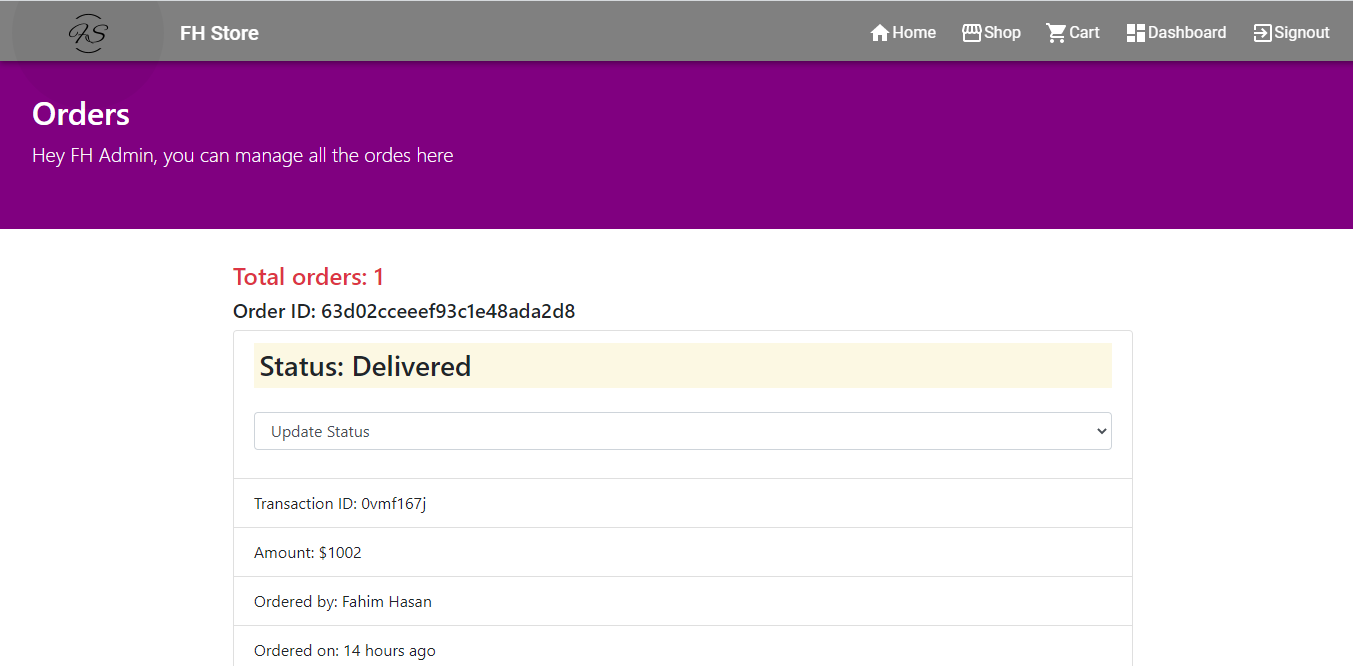 FS
FH Store
Home
Shop
Cart
Dashboard
Signout
Orders
Hey FH Admin, you can manage all the ordes here
Total orders: 1
Order ID: 63d02cceeef93c1e48ada2d8
Status: Delivered
Update Status
Transaction ID: 0vmf167j
Amount: $1002
Ordered by: Fahim Hasan
Ordered on: 14 hours ago